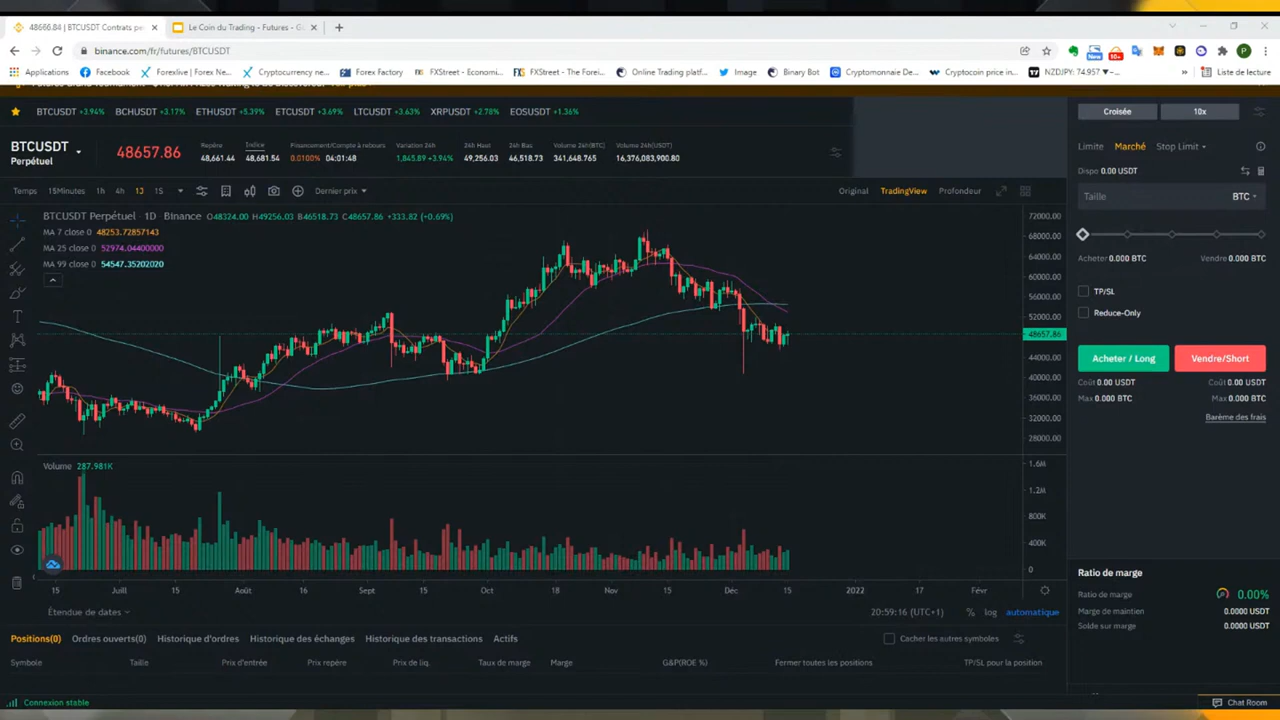 48666.84 | BTCUSDT Contrats pe
Le Coin du Trading - Futures - G
binance.com/fr/futures/BTCUSDT
Applications Facebook Forexlive | Forex Ne... Cryptocurrency ne... Forex Factory FXStreet - Economi... FXStreet - The Forei... Online Trading platf... Image Binary Bot Cryptomonnaie De... Cryptocoin price in... NZDJPY: 74.957 ▼−... » Liste de lecture
BTCUSDT +3.94% BCHUSDT +3.17% ETHUSDT +5.39% ETCUSDT +3.69% LTCUSDT +3.63% XRPUSDT +2.78% EOSUSDT +1.36%
Croisée 10x
BTCUSDT
Perpétuel
48657.86
Repère Indice Financement/Compte à rebours Variation 24h 24h Haut 24h Bas Volume 24h(BTC) Volume 24h(USDT)
48,661.44 48,681.54 0.0100% 04:01:48 1,845.89 +3.94% 49,256.03 46,518.73 341,648.765 16,376,083,900.80
Limite Marché Stop Limit
Dispo 0.00 USDT
Taille BTC
Acheter 0.000 BTC Vendre 0.000 BTC
TP/SL
Reduce-Only
Acheter / Long Vendre/Short
Coût 0.00 USDT Coût 0.00 USDT
Max 0.000 BTC Max 0.000 BTC
Barème des frais
Temps 15Minutes 1h 4h 1J 1S Dernier prix Original TradingView Profondeur
BTCUSDT Perpétuel · 1D · Binance O48324.00 H49256.03 B46518.73 C48657.86 +333.82 (+0.69%)
MA 7 close 0 48253.72857143
MA 25 close 0 52974.04400000
MA 99 close 0 54547.35202020
72000.00
68000.00
64000.00
60000.00
56000.00
52000.00
48657.86
44000.00
40000.00
36000.00
32000.00
28000.00
Volume 287.981K
1.6M
1.2M
800K
400K
0
15 Juill 15 Août 15 Sept 15 Oct 15 Nov 15 Déc 15 2022 17 Févr
Étendue de dates 20:59:16 (UTC+1) % log automatique
Positions(0) Ordres ouverts(0) Historique d'ordres Historique des échanges Historique des transactions Actifs Cacher les autres symboles
Symbole Taille Prix d'entrée Prix repère Prix de liq. Taux de marge Marge G&P(ROE %) Fermer toutes les positions TP/SL pour la position
Ratio de marge
Ratio de marge 0.00%
Marge de maintien 0.0000 USDT
Solde sur marge 0.0000 USDT
Connexion stable
Chat Room